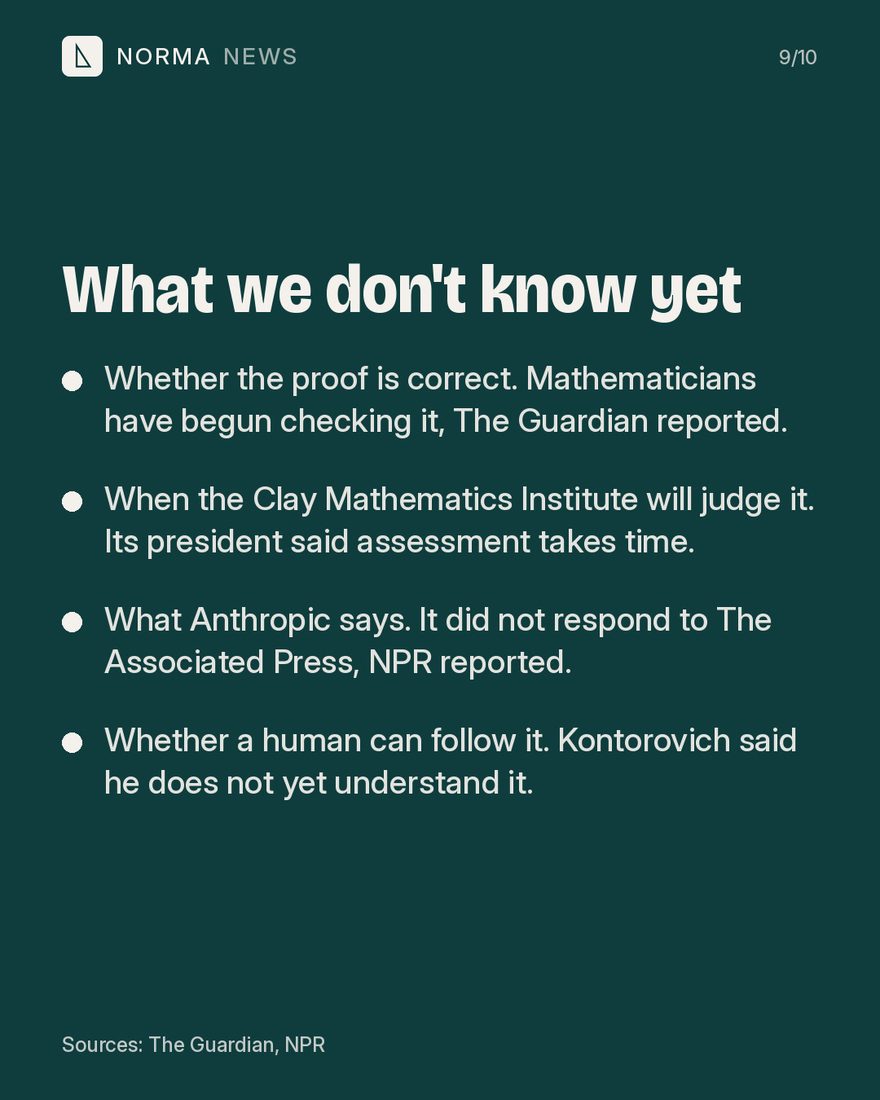 NORMA NEWS
9/10
What we don't know yet
Whether the proof is correct. Mathematicians
have begun checking it, The Guardian reported.
When the Clay Mathematics Institute will judge it.
Its president said assessment takes time.
What Anthropic says. It did not respond to The
Associated Press, NPR reported.
Whether a human can follow it. Kontorovich said
he does not yet understand it.
Sources: The Guardian, NPR